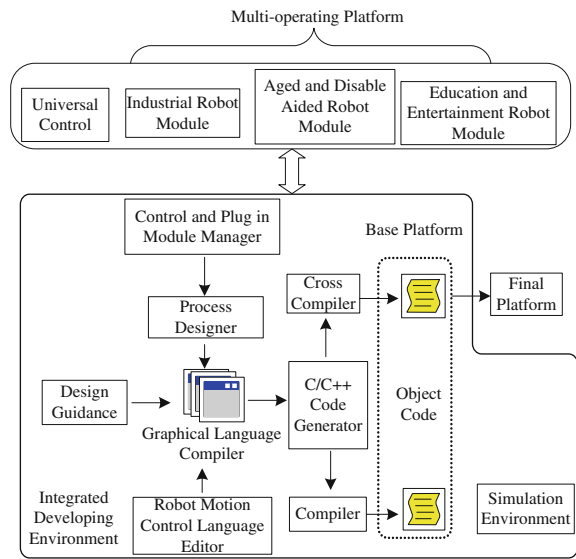 Multi-operating Platform
Universal
Control
Industrial Robot
Module
Aged and Disable
Aided Robot
Module
Education and
Entertainment Robot
Module
Control and Plug in
Module Manager
Base Platform
Process
Designer
Cross
Compiler
Final
Platform
Design
Guidance
Graphical Language
Compiler
C/C++
Code
Generator
Object
Code
Integrated
Developing
Environment
Robot Motion
Control Language
Editor
Compiler
Simulation
Environment